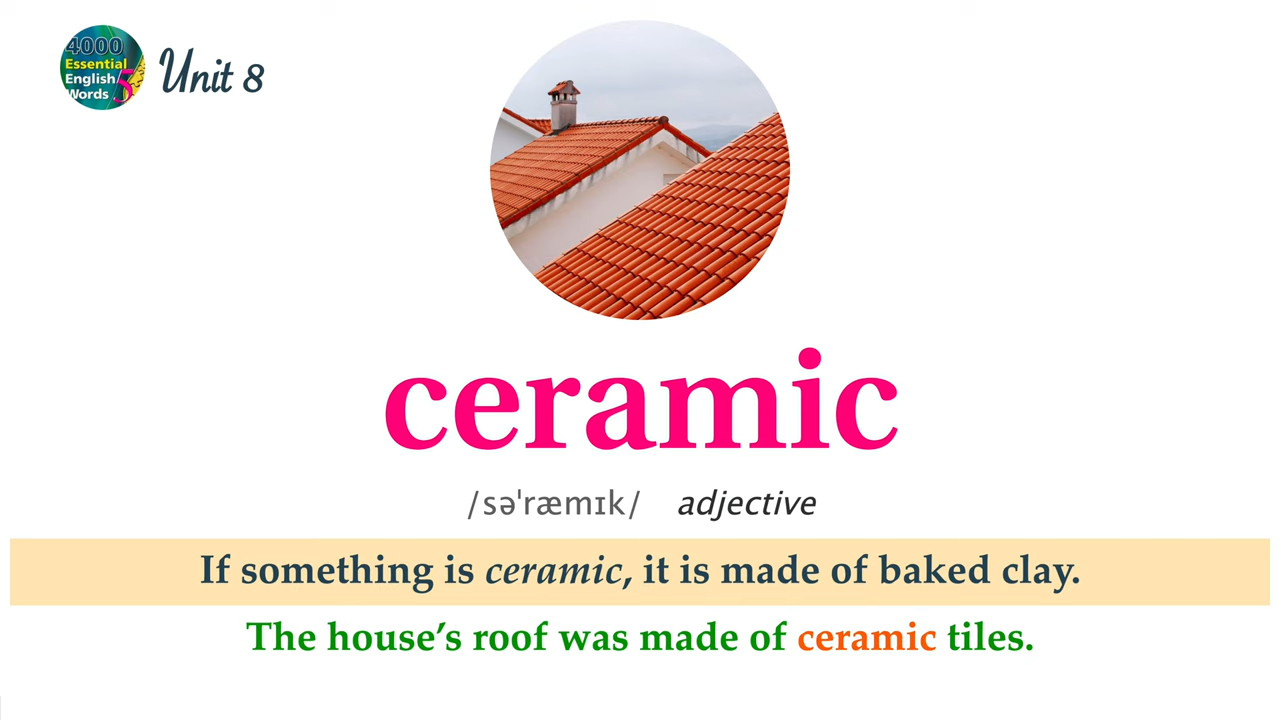 4000
Essential
English
Words 5
Unit 8
ceramic
/səˈræmɪk/ adjective
If something is ceramic, it is made of baked clay.
The house’s roof was made of ceramic tiles.